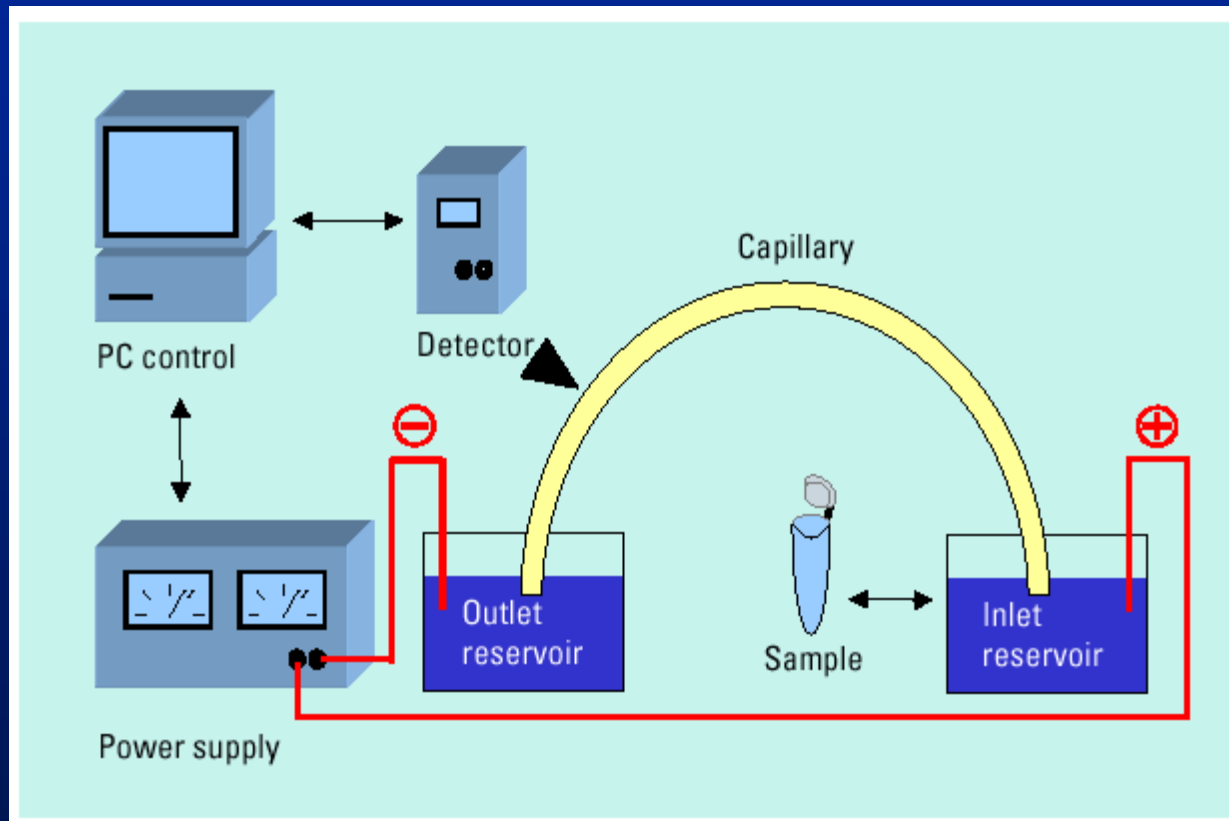 Capillary
PC control
Detector
⊖
⊕
Outlet
reservoir
Sample
Inlet
reservoir
Power supply